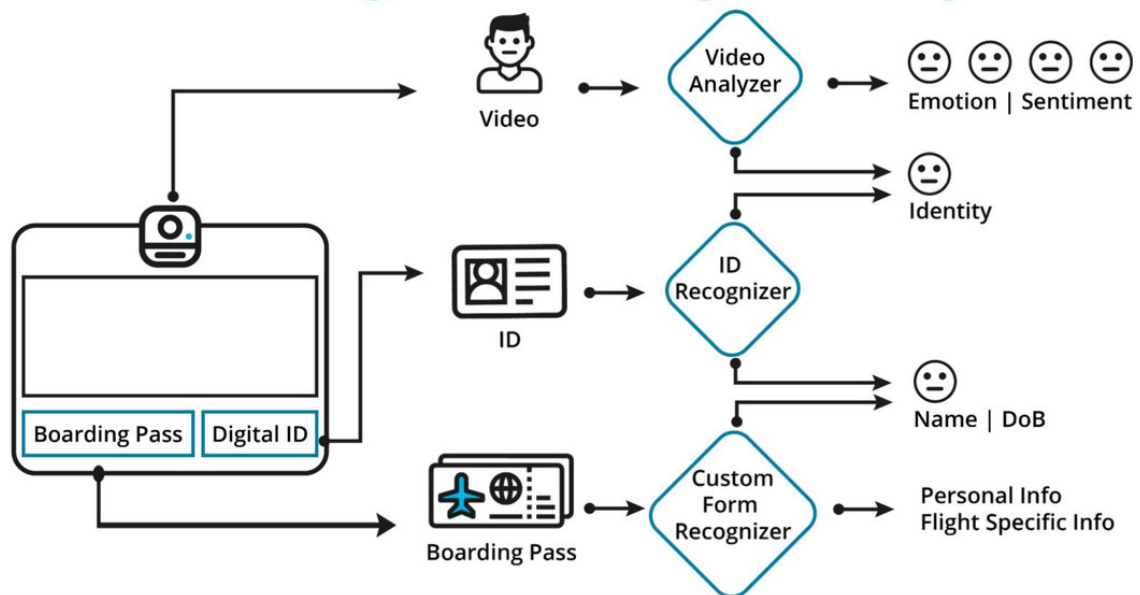 Video
Video
Analyzer
Emotion | Sentiment
Identity
ID
Recognizer
ID
Boarding Pass
Digital ID
Name | DoB
Custom
Form
Recognizer
Personal Info
Flight Specific Info
Boarding Pass